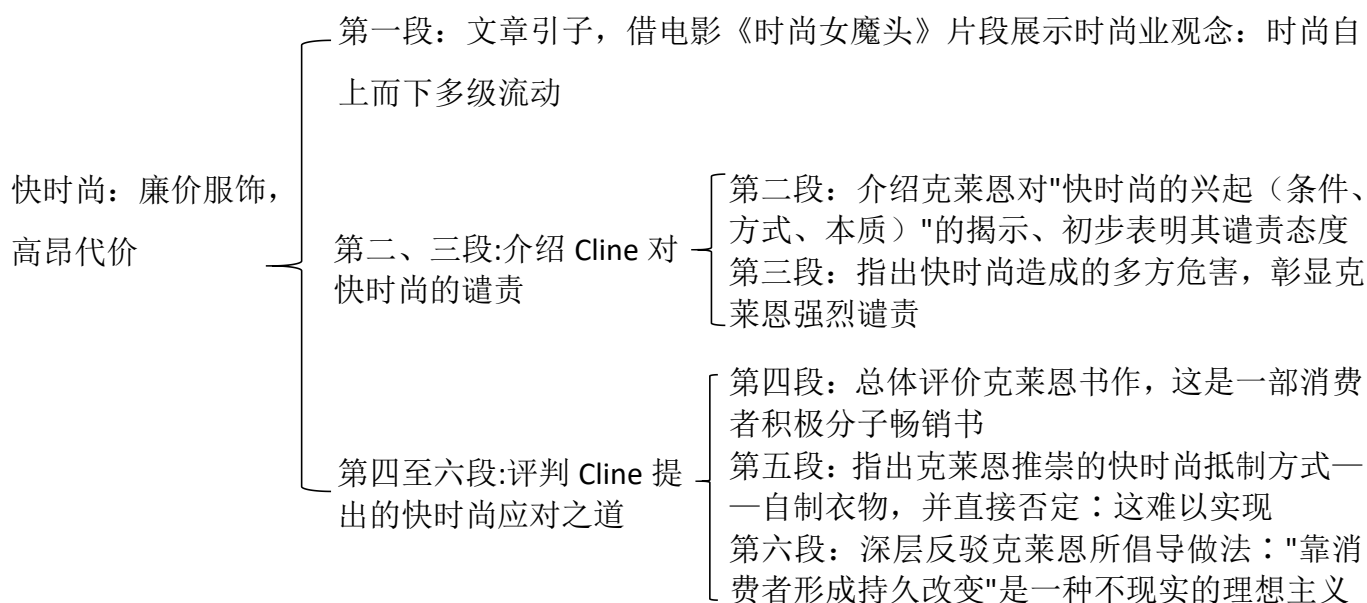 第一段：文章引子，借电影《时尚女魔头》片段展示时尚业观念：时尚自
上而下多级流动
快时尚：廉价服饰，
高昂代价
第二、三段:介绍 Cline 对
快时尚的谴责
第二段：介绍克莱恩对"快时尚的兴起（条件、
方式、本质）"的揭示、初步表明其谴责态度
第三段：指出快时尚造成的多方危害，彰显克
莱恩强烈谴责
第四至六段:评判 Cline 提
出的快时尚应对之道
第四段：总体评价克莱恩书作，这是一部消费
者积极分子畅销书
第五段：指出克莱恩推崇的快时尚抵制方式—
—自制衣物，并直接否定：这难以实现
第六段：深层反驳克莱恩所倡导做法："靠消
费者形成持久改变"是一种不现实的理想主义